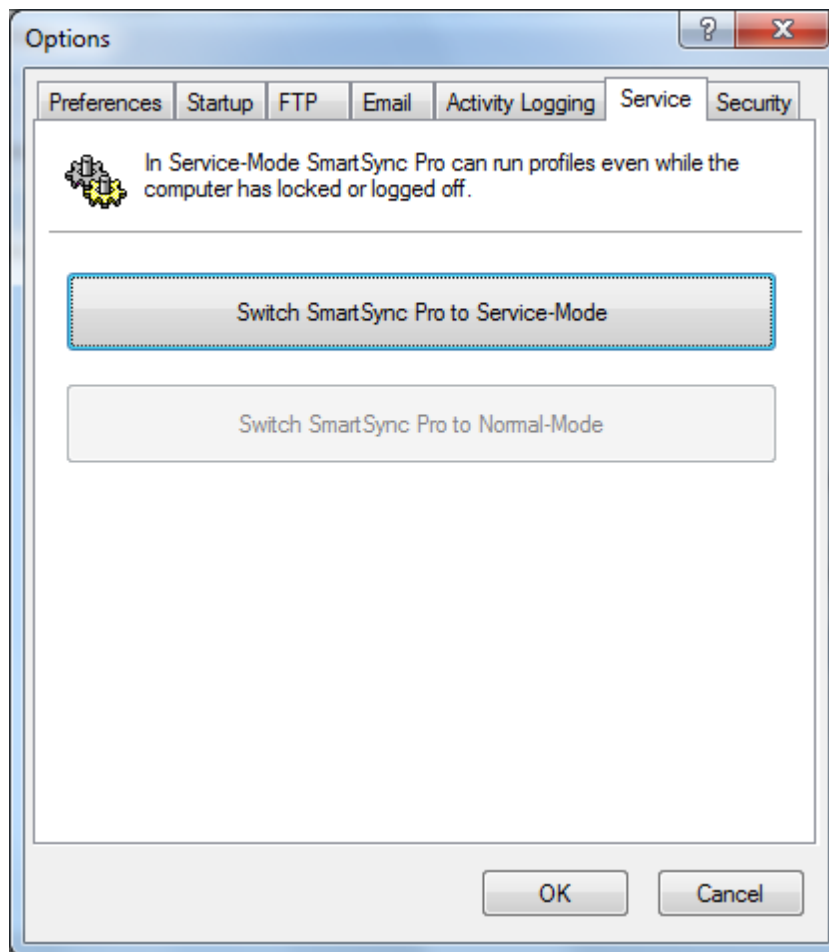 Options
Preferences Startup FTP Email Activity Logging Service Security
In Service-Mode SmartSync Pro can run profiles even while the
computer has locked or logged off.
Switch SmartSync Pro to Service-Mode
Switch SmartSync Pro to Normal-Mode
OK Cancel